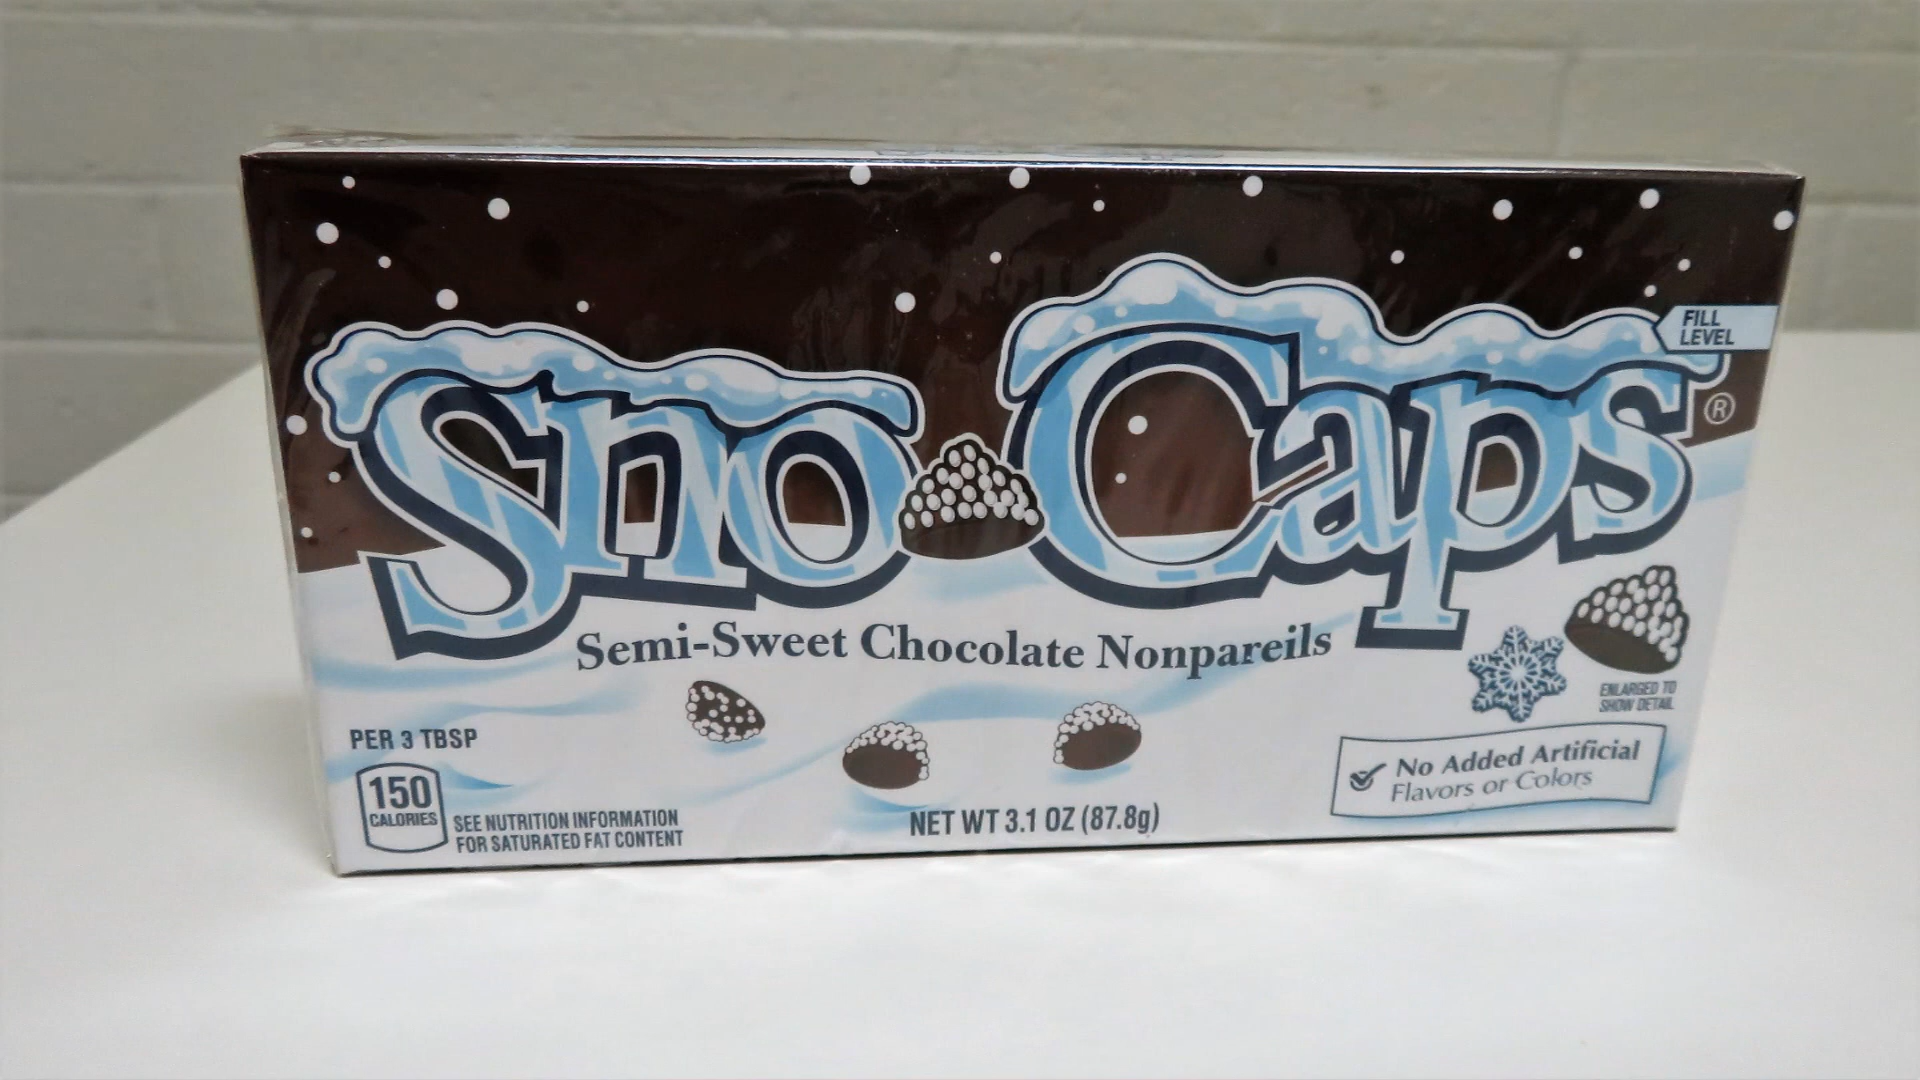 FILL
LEVEL
Sno Caps®
Semi-Sweet Chocolate Nonpareils
ENLARGED TO
SHOW DETAIL
PER 3 TBSP
150
CALORIES
SEE NUTRITION INFORMATION
FOR SATURATED FAT CONTENT
NET WT 3.1 OZ (87.8g)
No Added Artificial
Flavors or Colors